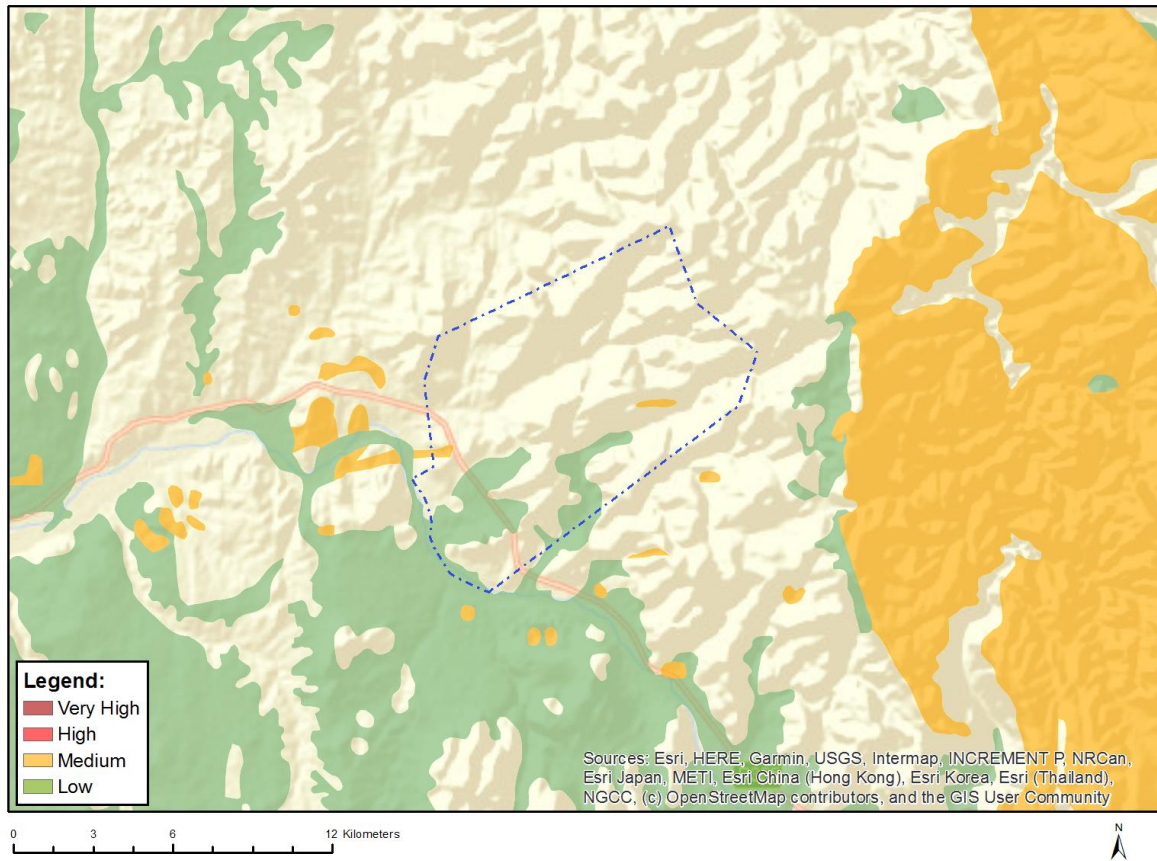 Legend:
Very High
High
Medium
Low
Sources: Esri, HERE, Garmin, USGS, Intermap, INCREMENT P, NRCan,
Esri Japan, METI, Esri China (Hong Kong), Esri Korea, Esri (Thailand),
NGCC, (c) OpenStreetMap contributors, and the GIS User Community
0 3 6 12 Kilometers
N